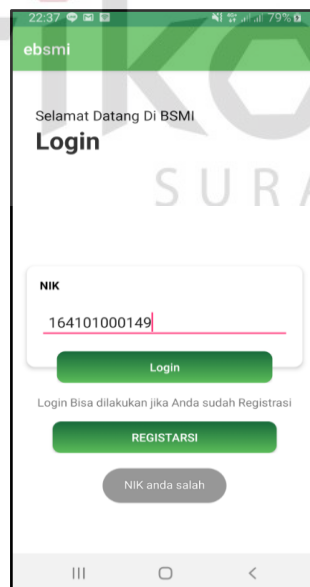 22:37
79%
ebsmi
Selamat Datang Di BSMI
Login
SURA
NIK
164101000149
Login
Login Bisa dilakukan jika Anda sudah Registrasi
REGISTARSI
NIK anda salah